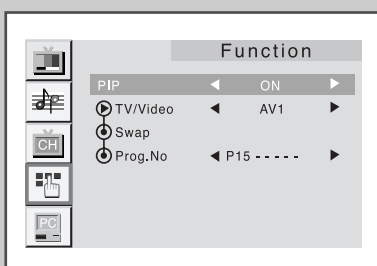 Function
PIP ◀ ON ▶
TV/Video ◀ AV1 ▶
CH
Swap
Prog.No ◀ P15 - - - - - ▶
PC